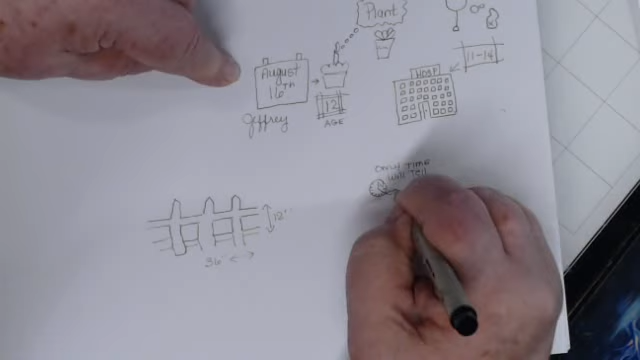 Plant
August
16TH
Jeffrey
12
AGE
HOSP
11-14
ONLY TIME
WILL TELL
12"
36"